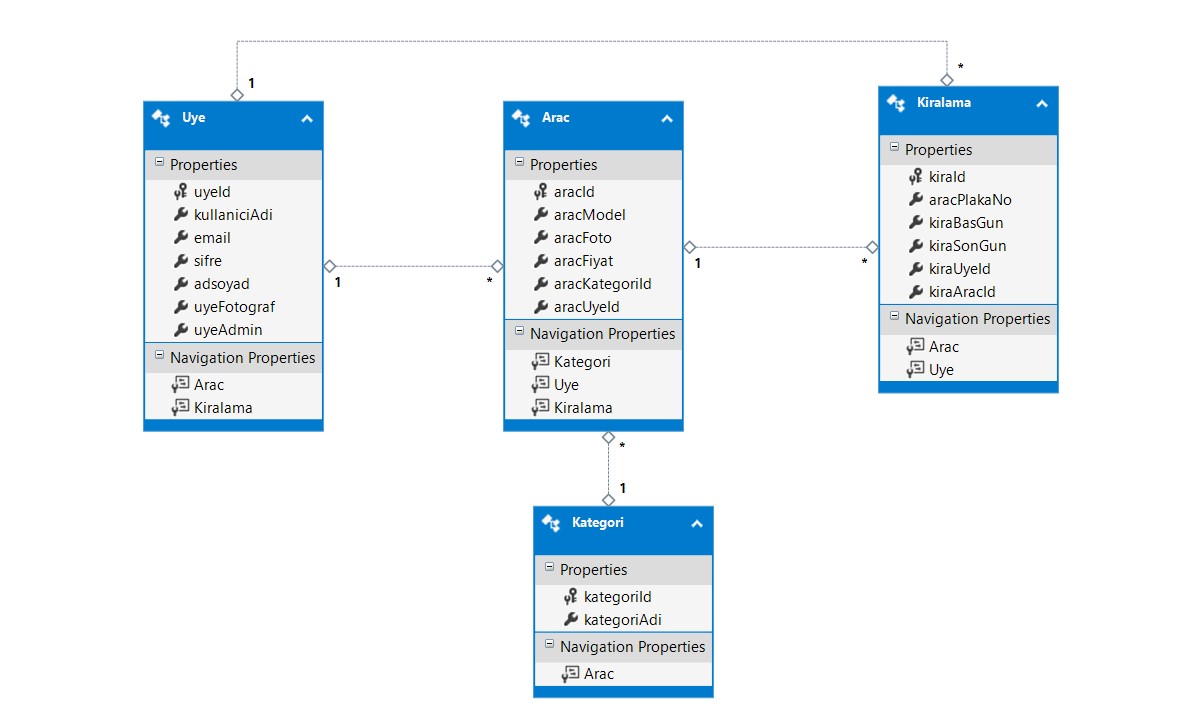 1
*
Uye
Properties
uyeId
kullaniciAdi
email
sifre
adsoyad
uyeFotograf
uyeAdmin
Navigation Properties
Arac
Kiralama
1
*
Arac
Properties
aracId
aracModel
aracFoto
aracFiyat
aracKategoriId
aracUyeId
Navigation Properties
Kategori
Uye
Kiralama
1
*
Kiralama
Properties
kiraId
aracPlakaNo
kiraBasGun
kiraSonGun
kiraUyeId
kiraAracId
Navigation Properties
Arac
Uye
*
1
Kategori
Properties
kategoriId
kategoriAdi
Navigation Properties
Arac